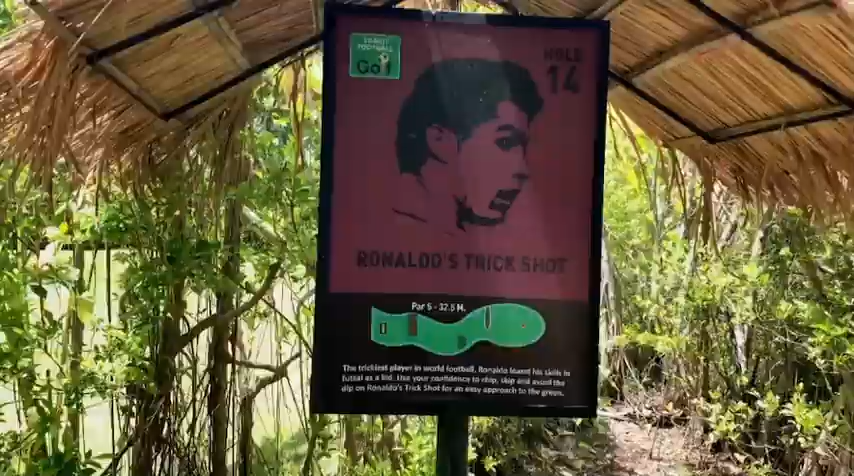 FOOTBALL
Go!
HOLE
14
RONALDO'S TRICK SHOT
Par 5 - 32.5 M.
The trickiest player in world football, Ronaldo learnt his skills in
futsal as a kid. Use your confidence to chip, skip and avoid the
dip on Ronaldo's Trick Shot for an easy approach to the green.